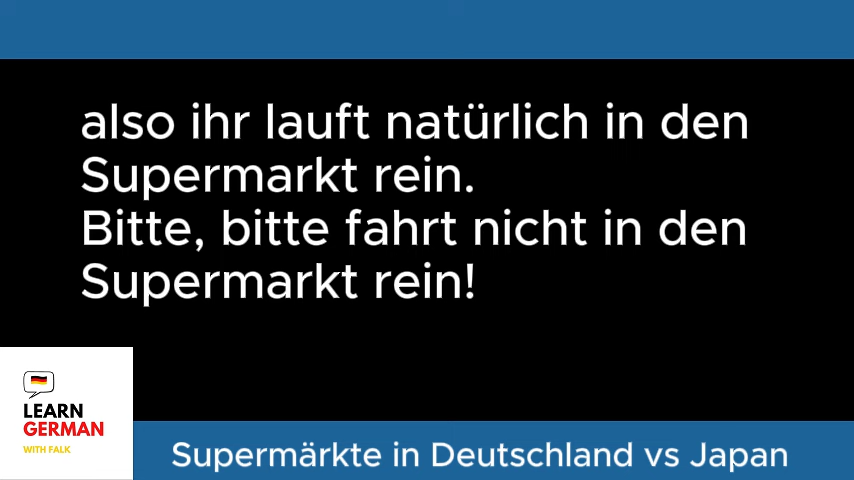 also ihr lauft natürlich in den
Supermarkt rein.
Bitte, bitte fahrt nicht in den
Supermarkt rein!
LEARN
GERMAN
WITH FALK
Supermärkte in Deutschland vs Japan